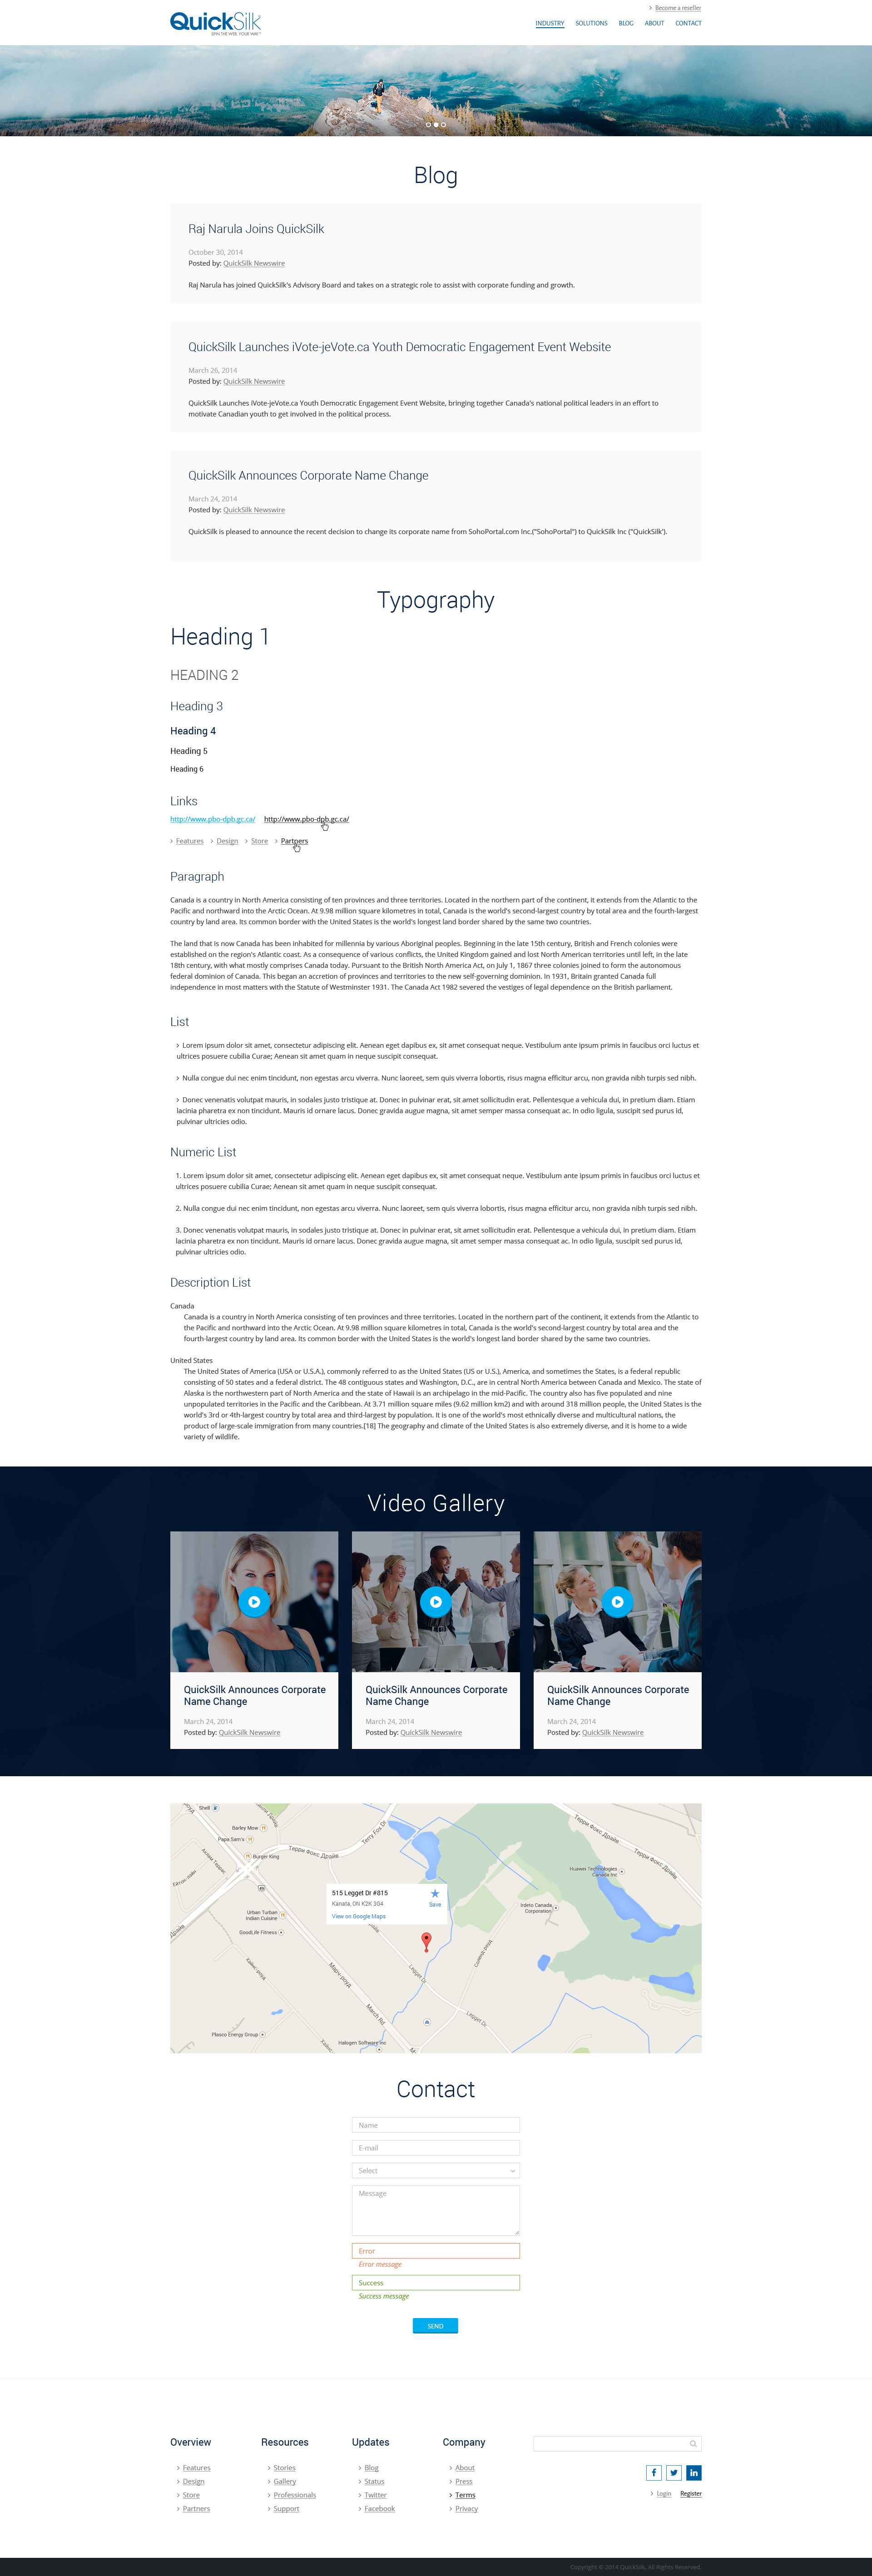 Become a reseller
QuickSilk
SPIN THE WEB YOUR WAY
INDUSTRY SOLUTIONS BLOG ABOUT CONTACT
Blog
Raj Narula Joins QuickSilk
October 30, 2014
Posted by: QuickSilk Newswire
Raj Narula has joined QuickSilk's Advisory Board and takes on a strategic role to assist with corporate funding and growth.
QuickSilk Launches iVote-jeVote.ca Youth Democratic Engagement Event Website
March 26, 2014
Posted by: QuickSilk Newswire
QuickSilk Launches iVote-jeVote.ca Youth Democratic Engagement Event Website, bringing together Canada's national political leaders in an effort to
motivate Canadian youth to get involved in the political process.
QuickSilk Announces Corporate Name Change
March 24, 2014
Posted by: QuickSilk Newswire
QuickSilk is pleased to announce the recent decision to change its corporate name from SohoPortal.com Inc.("SohoPortal") to QuickSilk Inc ("QuickSilk').
Typography
Heading 1
HEADING 2
Heading 3
Heading 4
Heading 5
Heading 6
Links
http://www.pbo-dpb.gc.ca/ http://www.pbo-dpb.gc.ca/
Features Design Store Partners
Paragraph
Canada is a country in North America consisting of ten provinces and three territories. Located in the northern part of the continent, it extends from the Atlantic to the
Pacific and northward into the Arctic Ocean. At 9.98 million square kilometres in total, Canada is the world's second-largest country by total area and the fourth-largest
country by land area. Its common border with the United States is the world's longest land border shared by the same two countries.
The land that is now Canada has been inhabited for millennia by various Aboriginal peoples. Beginning in the late 15th century, British and French colonies were
established on the region's Atlantic coast. As a consequence of various conflicts, the United Kingdom gained and lost North American territories until left, in the late
18th century, with what mostly comprises Canada today. Pursuant to the British North America Act, on July 1, 1867 three colonies joined to form the autonomous
federal dominion of Canada. This began an accretion of provinces and territories to the new self-governing dominion. In 1931, Britain granted Canada full
independence in most matters with the Statute of Westminster 1931. The Canada Act 1982 severed the vestiges of legal dependence on the British parliament.
List
Lorem ipsum dolor sit amet, consectetur adipiscing elit. Aenean eget dapibus ex, sit amet consequat neque. Vestibulum ante ipsum primis in faucibus orci luctus et
ultrices posuere cubilia Curae; Aenean sit amet quam in neque suscipit consequat.
Nulla congue dui nec enim tincidunt, non egestas arcu viverra. Nunc laoreet, sem quis viverra lobortis, risus magna efficitur arcu, non gravida nibh turpis sed nibh.
Donec venenatis volutpat mauris, in sodales justo tristique at. Donec in pulvinar erat, sit amet sollicitudin erat. Pellentesque a vehicula dui, in pretium diam. Etiam
lacinia pharetra ex non tincidunt. Mauris id ornare lacus. Donec gravida augue magna, sit amet semper massa consequat ac. In odio ligula, suscipit sed purus id,
pulvinar ultricies odio.
Numeric List
1. Lorem ipsum dolor sit amet, consectetur adipiscing elit. Aenean eget dapibus ex, sit amet consequat neque. Vestibulum ante ipsum primis in faucibus orci luctus et
ultrices posuere cubilia Curae; Aenean sit amet quam in neque suscipit consequat.
2. Nulla congue dui nec enim tincidunt, non egestas arcu viverra. Nunc laoreet, sem quis viverra lobortis, risus magna efficitur arcu, non gravida nibh turpis sed nibh.
3. Donec venenatis volutpat mauris, in sodales justo tristique at. Donec in pulvinar erat, sit amet sollicitudin erat. Pellentesque a vehicula dui, in pretium diam. Etiam
lacinia pharetra ex non tincidunt. Mauris id ornare lacus. Donec gravida augue magna, sit amet semper massa consequat ac. In odio ligula, suscipit sed purus id,
pulvinar ultricies odio.
Description List
Canada
Canada is a country in North America consisting of ten provinces and three territories. Located in the northern part of the continent, it extends from the Atlantic to
the Pacific and northward into the Arctic Ocean. At 9.98 million square kilometres in total, Canada is the world's second-largest country by total area and the
fourth-largest country by land area. Its common border with the United States is the world's longest land border shared by the same two countries.
United States
The United States of America (USA or U.S.A.), commonly referred to as the United States (US or U.S.), America, and sometimes the States, is a federal republic
consisting of 50 states and a federal district. The 48 contiguous states and Washington, D.C., are in central North America between Canada and Mexico. The state of
Alaska is the northwestern part of North America and the state of Hawaii is an archipelago in the mid-Pacific. The country also has five populated and nine
unpopulated territories in the Pacific and the Caribbean. At 3.71 million square miles (9.62 million km2) and with around 318 million people, the United States is the
world's 3rd or 4th-largest country by total area and third-largest by population. It is one of the world's most ethnically diverse and multicultural nations, the
product of large-scale immigration from many countries.[18] The geography and climate of the United States is also extremely diverse, and it is home to a wide
variety of wildlife.
Video Gallery
QuickSilk Announces Corporate
Name Change
March 24, 2014
Posted by: QuickSilk Newswire
QuickSilk Announces Corporate
Name Change
March 24, 2014
Posted by: QuickSilk Newswire
QuickSilk Announces Corporate
Name Change
March 24, 2014
Posted by: QuickSilk Newswire
Shell
Barley Mow
Papa Sam's
Burger King
Терри Фокс Драйв
Terry Fox Dr
Терри Фокс Драйв
Терри Фокс Драйв
Huawei Technologies
Canada Inc
515 Legget Dr #815
Kanata, ON K2K 3G4
View on Google Maps
Save
Urban Turban
Indian Cuisine
GoodLife Fitness
Irdeto Canada
Corporation
Марч-роуд
Legget Dr
March Rd
Legget Dr
Plasco Energy Group
Halogen Software Inc
Contact
Name
E-mail
Select
Message
Error
Error message
Success
Success message
SEND
Overview
Features
Design
Store
Partners
Resources
Stories
Gallery
Professionals
Support
Updates
Blog
Status
Twitter
Facebook
Company
About
Press
Terms
Privacy
Login Register
Copyright © 2014 QuickSilk. All Rights Reserved.